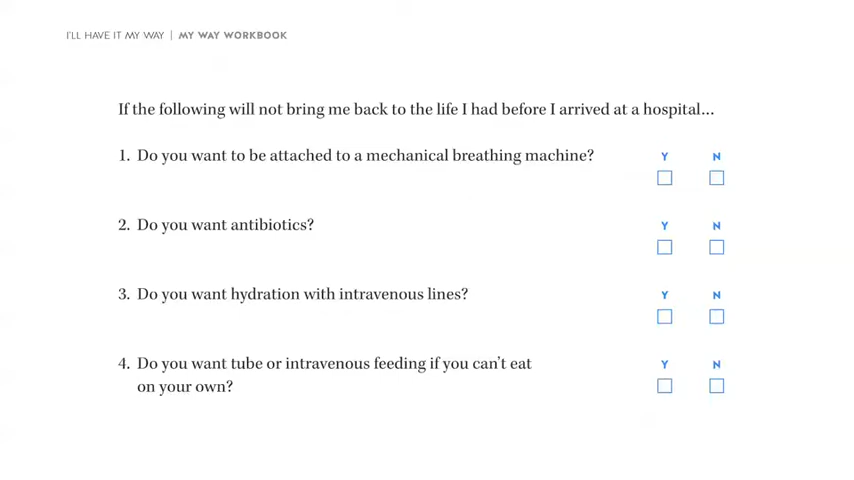 I'LL HAVE IT MY WAY | MY WAY WORKBOOK
If the following will not bring me back to the life I had before I arrived at a hospital...
1. Do you want to be attached to a mechanical breathing machine? Y N
2. Do you want antibiotics? Y N
3. Do you want hydration with intravenous lines? Y N
4. Do you want tube or intravenous feeding if you can't eat Y N
on your own?